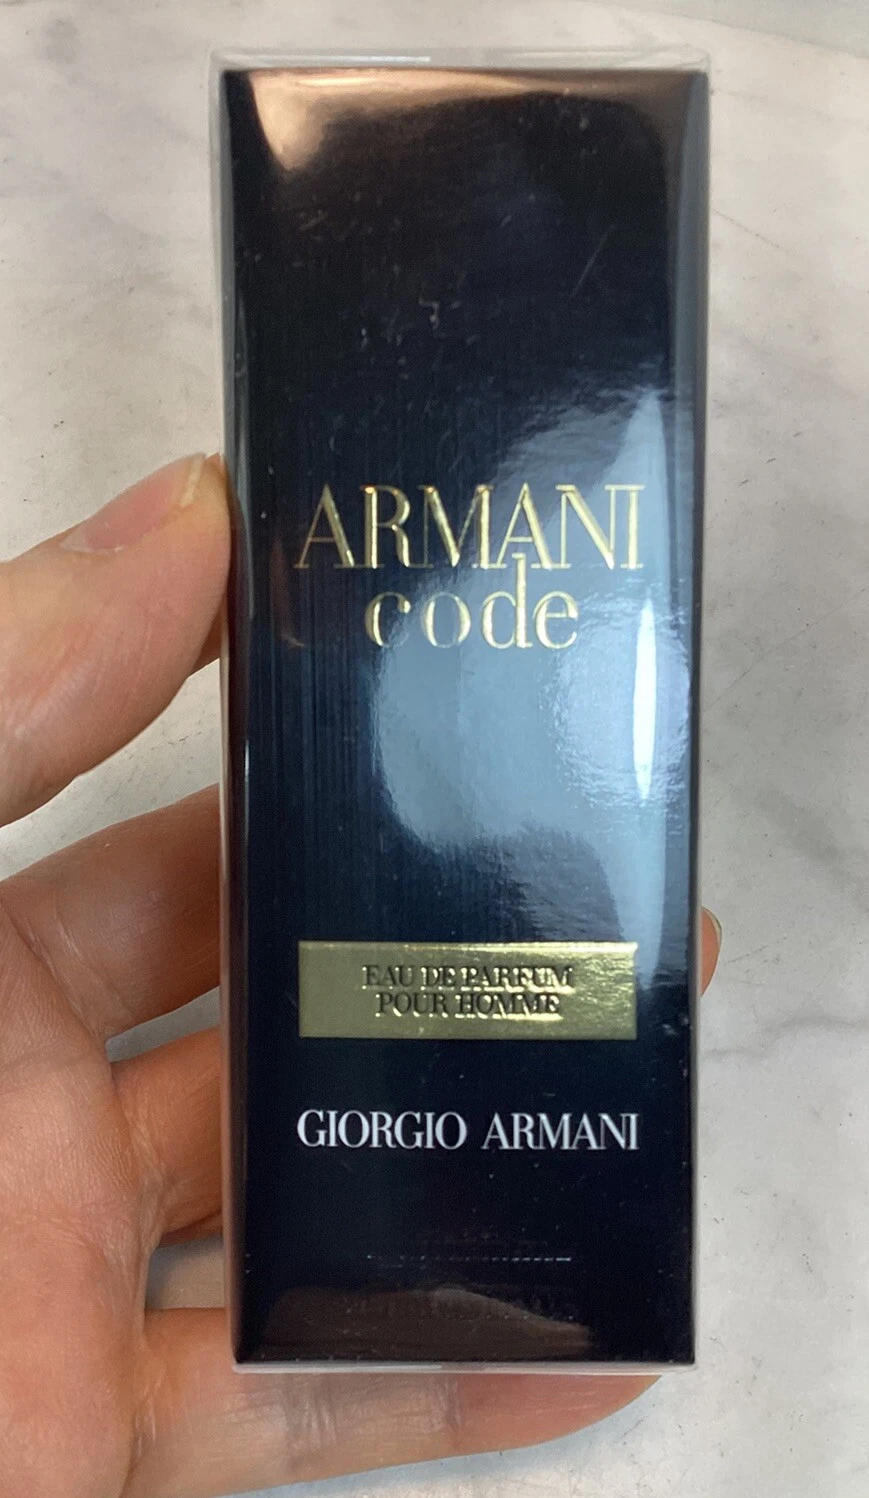 ARMANI
code
EAU DE PARFUM
POUR HOMME
GIORGIO ARMANI